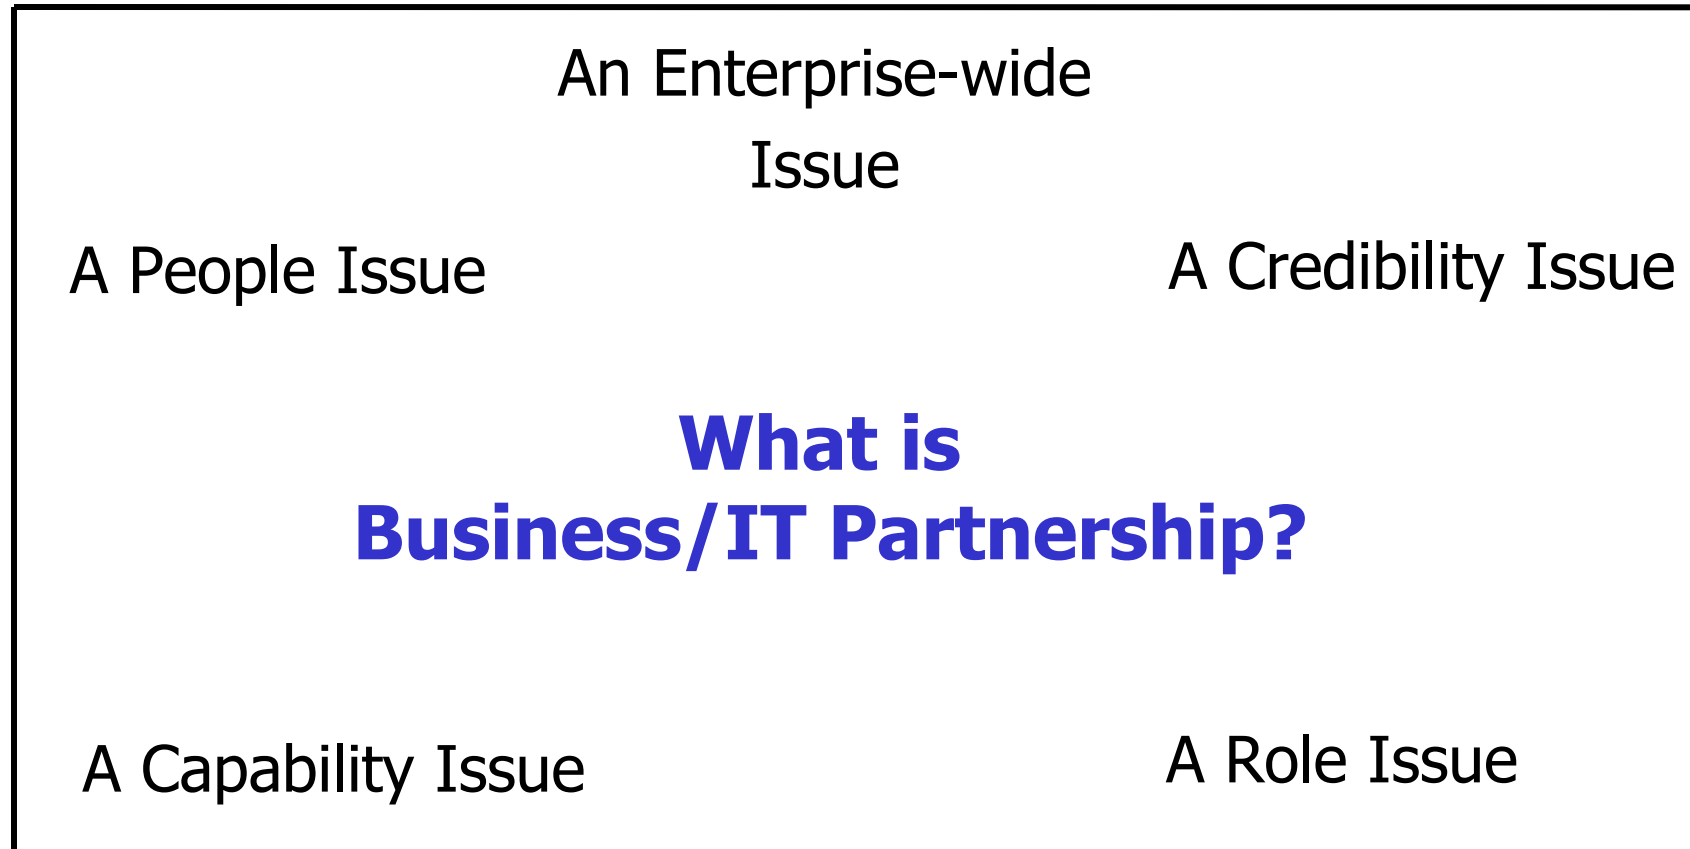 An Enterprise-wide
Issue
A People Issue
A Credibility Issue
What is
Business/IT Partnership?
A Capability Issue
A Role Issue